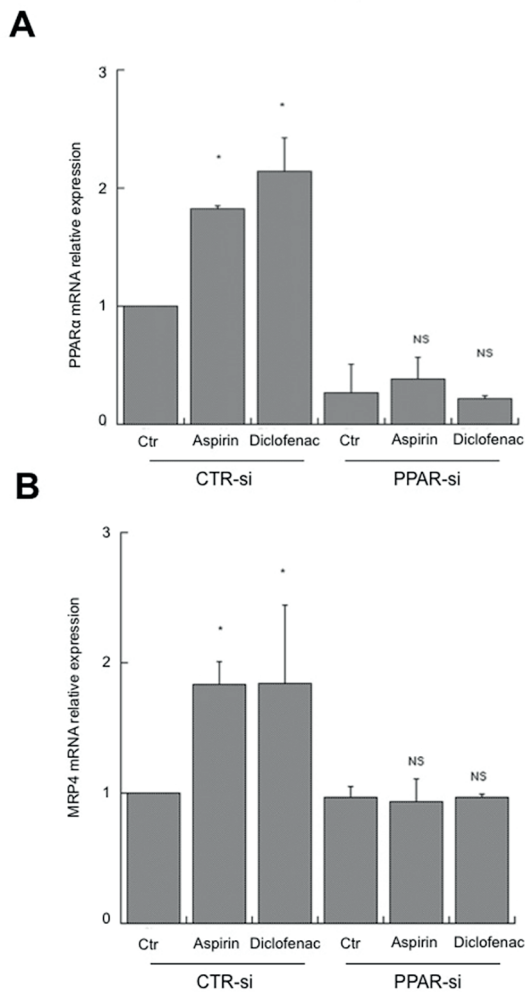 A
PPARα mRNA relative expression
3
2
1
0
*
*
NS
NS
Ctr
Aspirin
Diclofenac
Ctr
Aspirin
Diclofenac
CTR-si
PPAR-si
B
MRP4 mRNA relative expression
3
2
1
0
*
*
NS
NS
Ctr
Aspirin
Diclofenac
Ctr
Aspirin
Diclofenac
CTR-si
PPAR-si